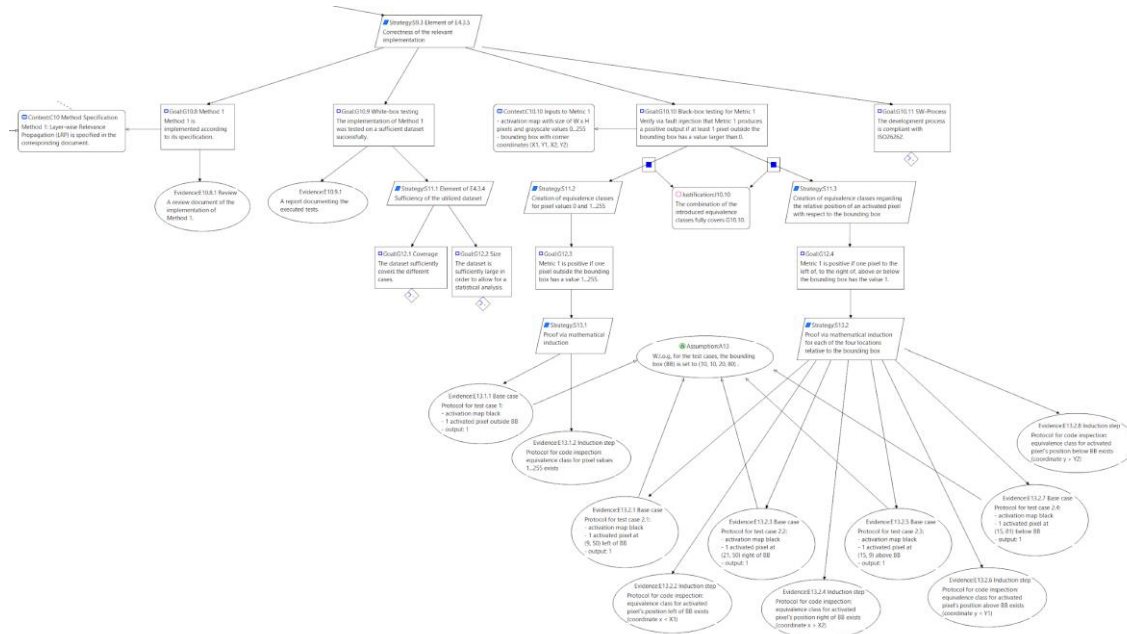 Strategy:S9.3 Element of E4.3.5
Correctness of the relevant
implementation
Context:C10 Method Specification
Method 1: Layer-wise Relevance
Propagation (LRP) is specified in the
corresponding document.
Goal:G10.8 Method 1
Method 1 is
implemented according
to its specification.
Goal:G10.9 White-box testing
The implementation of Method 1
was tested on a sufficient dataset
successfully.
Context:C10.10 Inputs to Metric 1
- activation map with size of W x H
pixels and grayscale values 0...255
- bounding box with corner
coordinates (X1, Y1, X2, Y2)
Goal:G10.10 Black-box testing for Metric 1
Verify via fault injection that Metric 1 produces
a positive output if at least 1 pixel outside the
bounding box has a value larger than 0.
Goal:G10.11 SW-Process
The development process
is compliant with
ISO26262.
Evidence:E10.8.1 Review
A review document of the
implementation of
Method 1.
Evidence:E10.9.1
A report documenting the
executed tests.
Strategy:S11.1 Element of E4.3.4
Sufficiency of the utilized dataset
Strategy:S11.2
Creation of equivalence classes
for pixel values 0 and 1...255
Justification:J10.10
The combination of the
introduced equivalence
classes fully covers G10.10.
Strategy:S11.3
Creation of equivalence classes regarding
the relative position of an activated pixel
with respect to the bounding box
Goal:G12.1 Coverage
The dataset sufficiently
covers the different
cases.
Goal:G12.2 Size
The dataset is
sufficiently large in
order to allow for a
statistical analysis.
Goal:G12.3
Metric 1 is positive if one
pixel outside the bounding
box has a value 1...255.
Goal:G12.4
Metric 1 is positive if one pixel to the
left of, to the right of, above or below
the bounding box has the value 1.
Strategy:S13.1
Proof via mathematical
induction
Assumption:A13
W.l.o.g, for the test cases, the bounding
box (BB) is set to (10, 10, 20, 80) .
Strategy:S13.2
Proof via mathematical induction
for each of the four locations
relative to the bounding box
Evidence:E13.1.1 Base case
Protocol for test case 1:
- activation map black
- 1 activated pixel outside BB
- output: 1
Evidence:E13.1.2 Induction step
Protocol for code inspection:
equivalence class for pixel values
1...255 exists
Evidence:E13.2.8 Induction step
Protocol for code inspection:
equivalence class for activated
pixel's position below BB exists
(coordinate y > Y2)
Evidence:E13.2.1 Base case
Protocol for test case 2.1:
- activation map black
- 1 activated pixel at
(9, 50) left of BB
- output: 1
Evidence:E13.2.3 Base case
Protocol for test case 2.2:
- activation map black
- 1 activated pixel at
(21, 50) right of BB
- output: 1
Evidence:E13.2.5 Base case
Protocol for test case 2.3:
- activation map black
- 1 activated pixel at
(15, 9) above BB
- output: 1
Evidence:E13.2.7 Base case
Protocol for test case 2.4:
- activation map black
- 1 activated pixel at
(15, 81) below BB
- output: 1
Evidence:E13.2.2 Induction step
Protocol for code inspection:
equivalence class for activated
pixel's position left of BB exists
(coordinate x < X1)
Evidence:E13.2.4 Induction step
Protocol for code inspection:
equivalence class for activated
pixel's position right of BB exists
(coordinate x > X2)
Evidence:E13.2.6 Induction step
Protocol for code inspection:
equivalence class for activated
pixel's position above BB exists
(coordinate y < Y1)